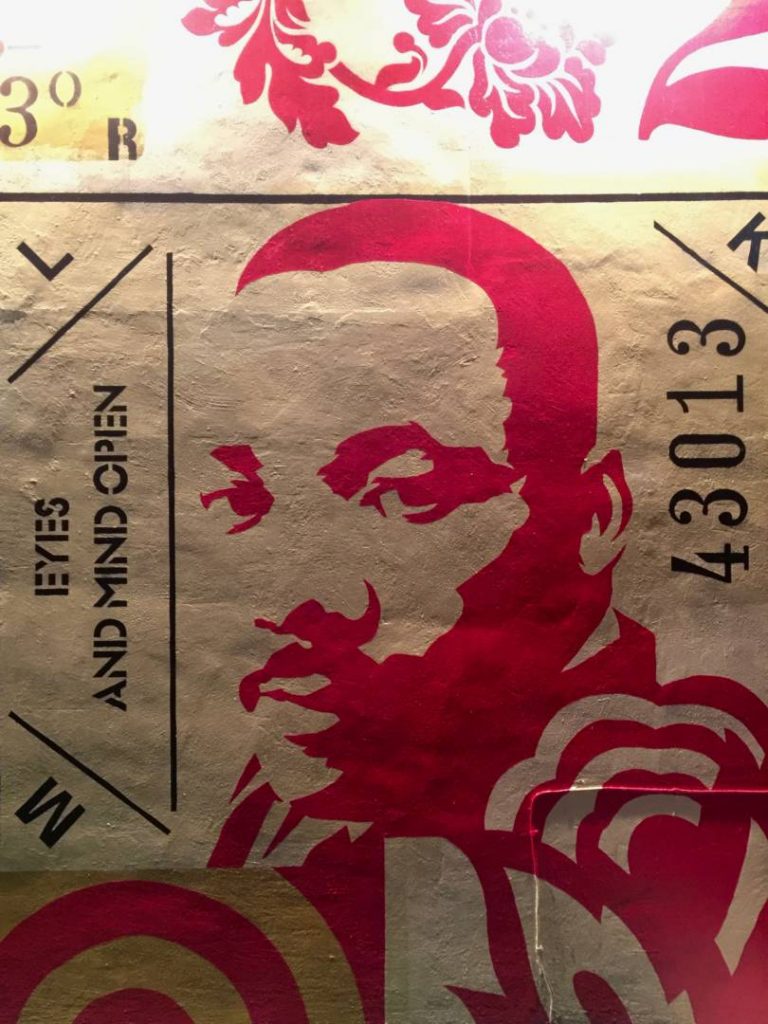 3º
R
L
K
M
EYES
AND MIND OPEN
43013